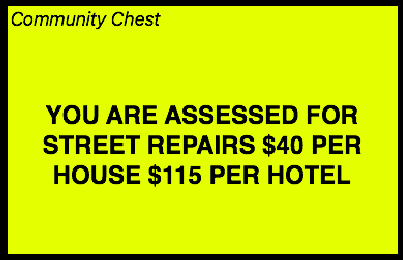 Community Chest
YOU ARE ASSESSED FOR
STREET REPAIRS $40 PER
HOUSE $115 PER HOTEL